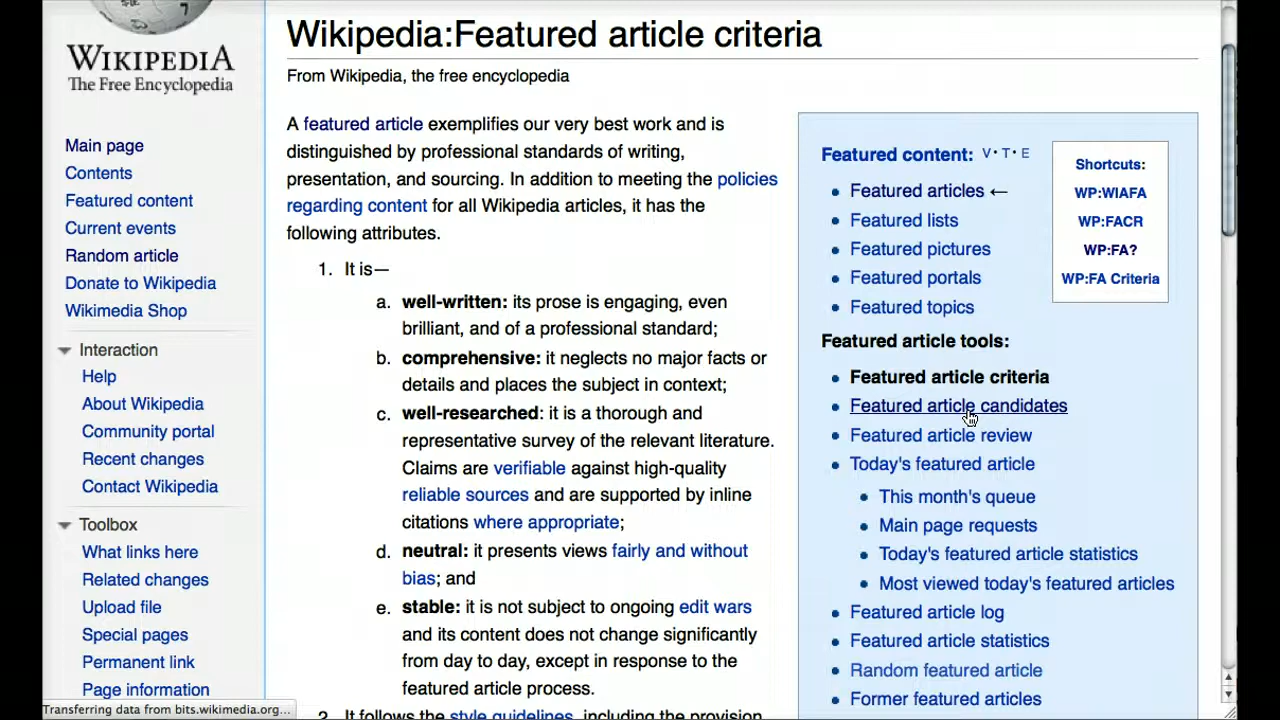 WIKIPEDIA
The Free Encyclopedia
Main page
Contents
Featured content
Current events
Random article
Donate to Wikipedia
Wikimedia Shop
Interaction
Help
About Wikipedia
Community portal
Recent changes
Contact Wikipedia
Toolbox
What links here
Related changes
Upload file
Special pages
Permanent link
Page information
Transferring data from bits.wikimedia.org...
Wikipedia:Featured article criteria
From Wikipedia, the free encyclopedia
A featured article exemplifies our very best work and is
distinguished by professional standards of writing,
presentation, and sourcing. In addition to meeting the policies
regarding content for all Wikipedia articles, it has the
following attributes.
1. It is—
a. well-written: its prose is engaging, even
brilliant, and of a professional standard;
b. comprehensive: it neglects no major facts or
details and places the subject in context;
c. well-researched: it is a thorough and
representative survey of the relevant literature.
Claims are verifiable against high-quality
reliable sources and are supported by inline
citations where appropriate;
d. neutral: it presents views fairly and without
bias; and
e. stable: it is not subject to ongoing edit wars
and its content does not change significantly
from day to day, except in response to the
featured article process.
2. It follows the style guidelines, including the provision
Featured content: V · T · E
Featured articles ←
Featured lists
Featured pictures
Featured portals
Featured topics
Shortcuts:
WP:WIAFA
WP:FACR
WP:FA?
WP:FA Criteria
Featured article tools:
Featured article criteria
Featured article candidates
Featured article review
Today's featured article
This month's queue
Main page requests
Today's featured article statistics
Most viewed today's featured articles
Featured article log
Featured article statistics
Random featured article
Former featured articles